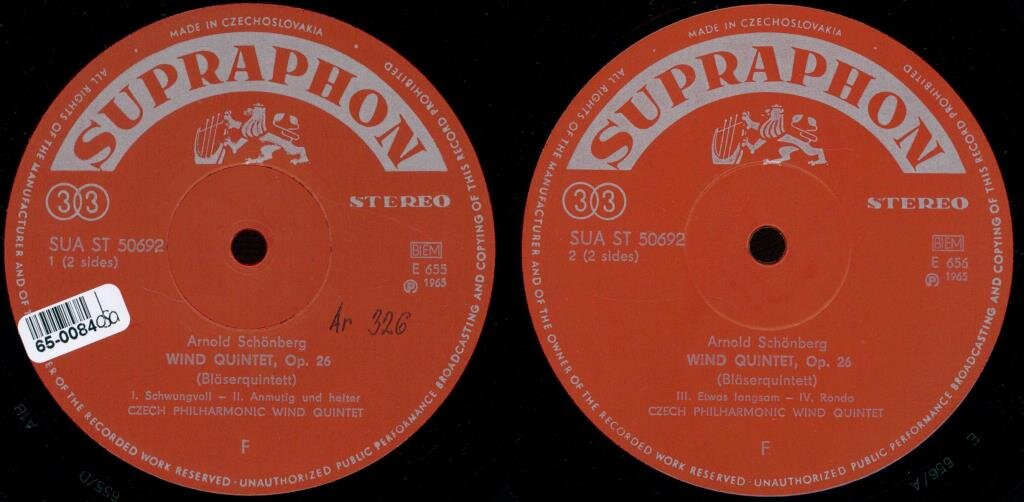 MADE IN CZECHOSLOVAKIA
ALL RIGHTS OF THE MANUFACTURER AND OF THE OWNER OF THE RECORDED WORK RESERVED - UNAUTHORIZED PUBLIC PERFORMANCE BROADCASTING AND COPYING OF THIS RECORD PROHIBITED
SUPRAPHON
33
STEREO
SUA ST 50692
1 (2 sides)
BIEM
E 655
℗ 1965
65-0084
Ar 326
Arnold Schönberg
WIND QUINTET, Op. 26
(Bläserquintett)
I. Schwungvoll – II. Anmutig und heiter
CZECH PHILHARMONIC WIND QUINTET
F
655/D
MADE IN CZECHOSLOVAKIA
ALL RIGHTS OF THE MANUFACTURER AND OF THE OWNER OF THE RECORDED WORK RESERVED - UNAUTHORIZED PUBLIC PERFORMANCE BROADCASTING AND COPYING OF THIS RECORD PROHIBITED
SUPRAPHON
33
STEREO
SUA ST 50692
2 (2 sides)
BIEM
E 656
℗ 1965
Arnold Schönberg
WIND QUINTET, Op. 26
(Bläserquintett)
III. Etwas langsam – IV. Rondo
CZECH PHILHARMONIC WIND QUINTET
F
E 656/A